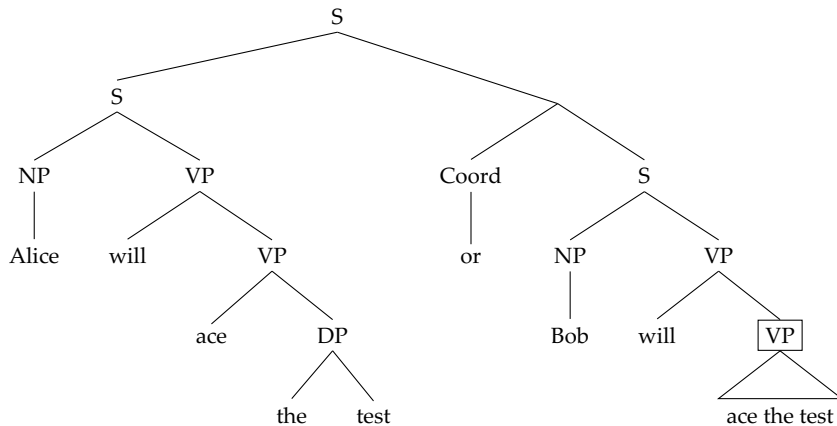 S
S
NP VP Coord S
Alice will VP or NP VP
ace DP Bob will VP
the test ace the test